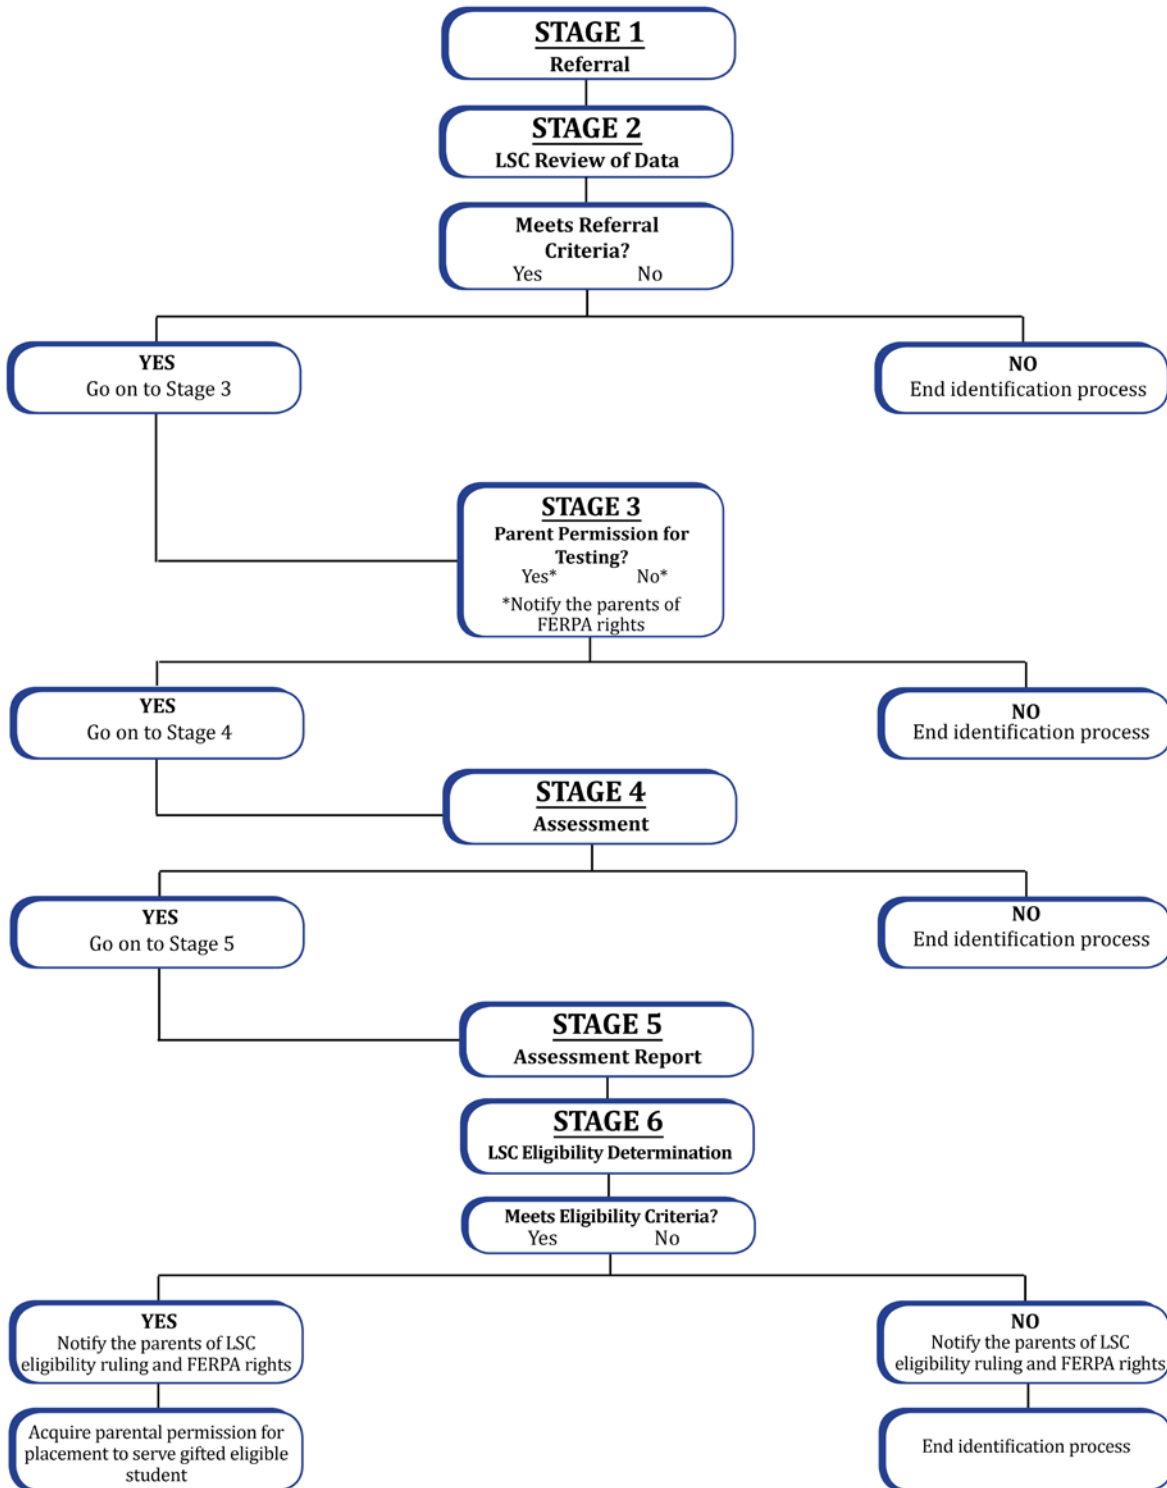 STAGE 1
Referral
STAGE 2
LSC Review of Data
Meets Referral
Criteria?
Yes No
YES
Go on to Stage 3
NO
End identification process
STAGE 3
Parent Permission for
Testing?
Yes* No*
*Notify the parents of
FERPA rights
YES
Go on to Stage 4
NO
End identification process
STAGE 4
Assessment
YES
Go on to Stage 5
NO
End identification process
STAGE 5
Assessment Report
STAGE 6
LSC Eligibility Determination
Meets Eligibility Criteria?
Yes No
YES
Notify the parents of LSC
eligibility ruling and FERPA rights
NO
Notify the parents of LSC
eligibility ruling and FERPA rights
Acquire parental permission for
placement to serve gifted eligible
student
End identification process